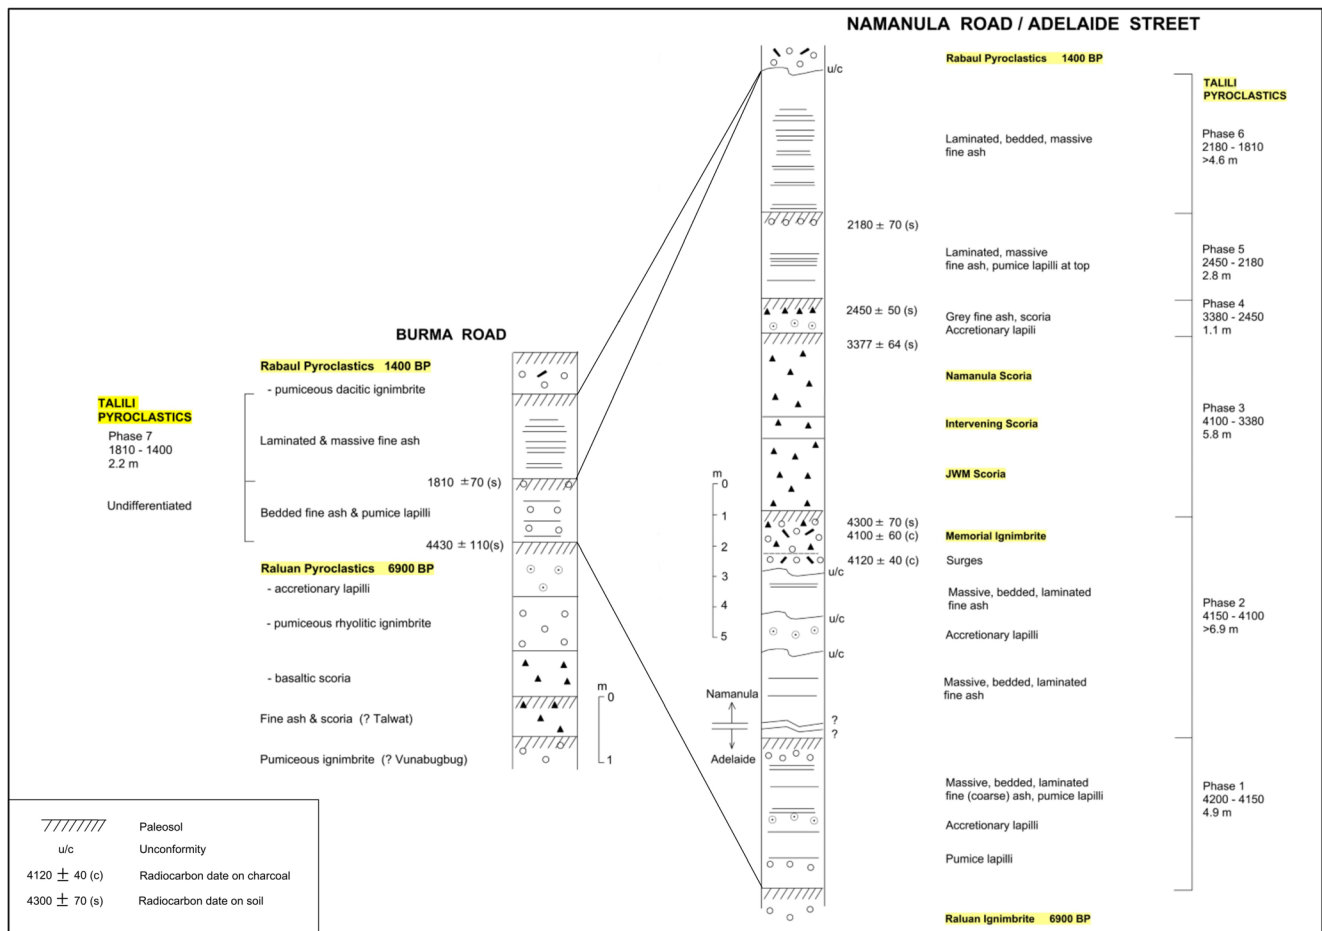 NAMANULA ROAD / ADELAIDE STREET
Rabaul Pyroclastics 1400 BP
u/c
TALILI
PYROCLASTICS
Laminated, bedded, massive
fine ash
Phase 6
2180 - 1810
>4.6 m
2180 ± 70 (s)
Laminated, massive
fine ash, pumice lapilli at top
Phase 5
2450 - 2180
2.8 m
2450 ± 50 (s)
Grey fine ash, scoria
Accretionary lapili
Phase 4
3380 - 2450
1.1 m
3377 ± 64 (s)
Namanula Scoria
Intervening Scoria
JWM Scoria
Phase 3
4100 - 3380
5.8 m
m
0
1
2
3
4
5
4300 ± 70 (s)
4100 ± 60 (c)
Memorial Ignimbrite
4120 ± 40 (c)
Surges
u/c
Massive, bedded, laminated
fine ash
u/c
Accretionary lapilli
u/c
Massive, bedded, laminated
fine ash
Phase 2
4150 - 4100
>6.9 m
Namanula
?
?
Adelaide
Massive, bedded, laminated
fine (coarse) ash, pumice lapilli
Accretionary lapilli
Pumice lapilli
Phase 1
4200 - 4150
4.9 m
Raluan Ignimbrite 6900 BP
BURMA ROAD
Rabaul Pyroclastics 1400 BP
- pumiceous dacitic ignimbrite
TALILI
PYROCLASTICS
Phase 7
1810 - 1400
2.2 m
Laminated & massive fine ash
1810 ±70 (s)
Undifferentiated
Bedded fine ash & pumice lapilli
4430 ± 110(s)
Raluan Pyroclastics 6900 BP
- accretionary lapilli
- pumiceous rhyolitic ignimbrite
- basaltic scoria
m
0
1
Fine ash & scoria (? Talwat)
Pumiceous ignimbrite (? Vunabugbug)
Paleosol
u/c Unconformity
4120 ± 40 (c) Radiocarbon date on charcoal
4300 ± 70 (s) Radiocarbon date on soil